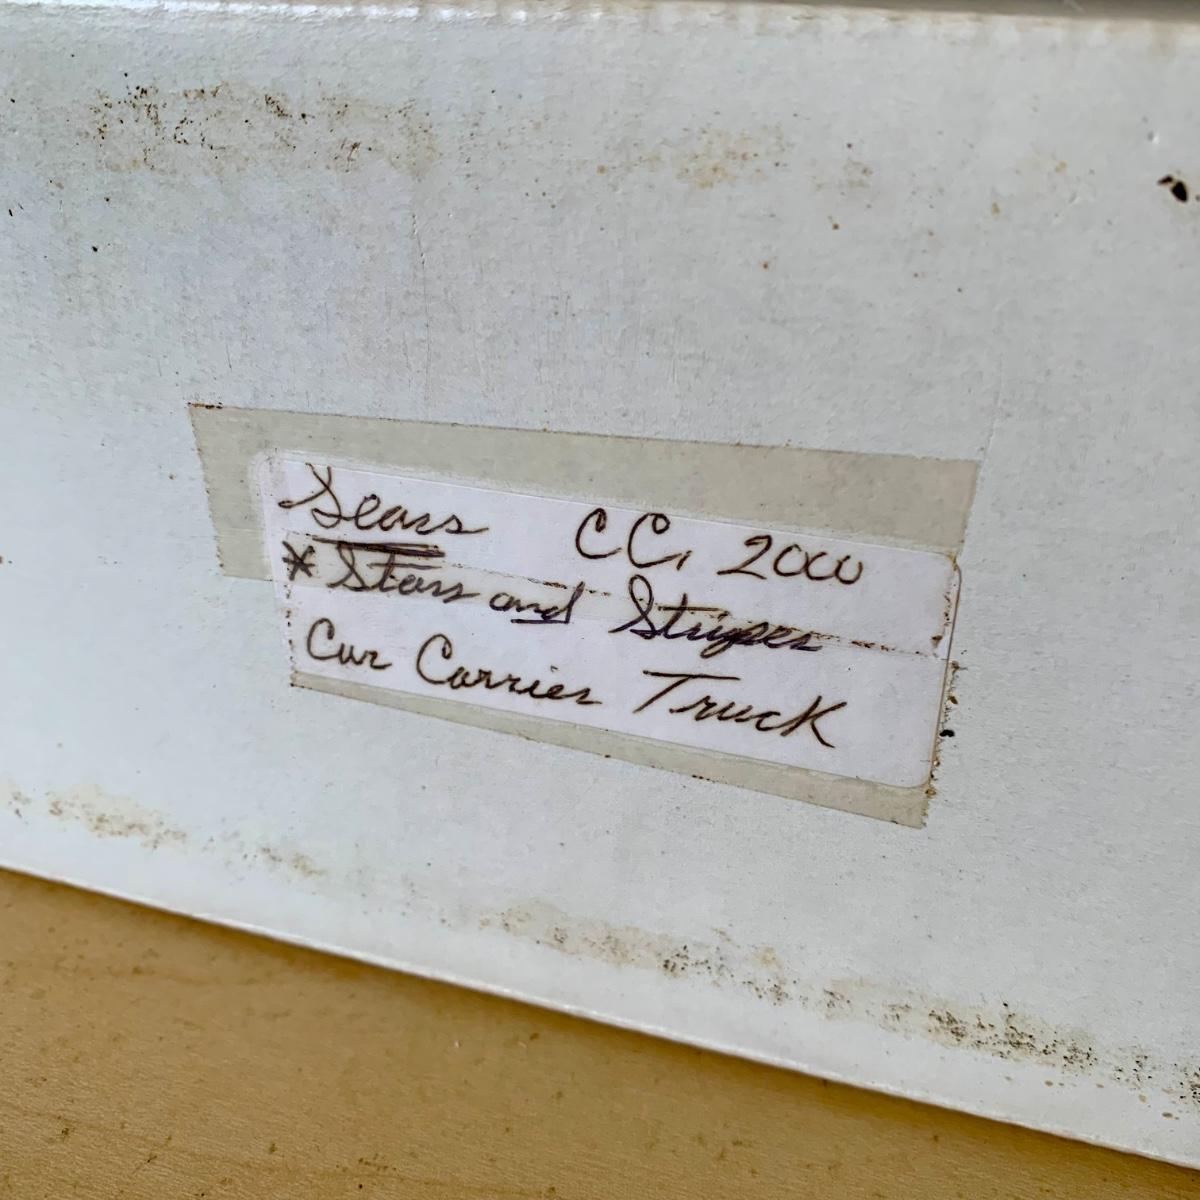 Sears CC, 2000
* Stars and Stripes
Car Carrier Truck